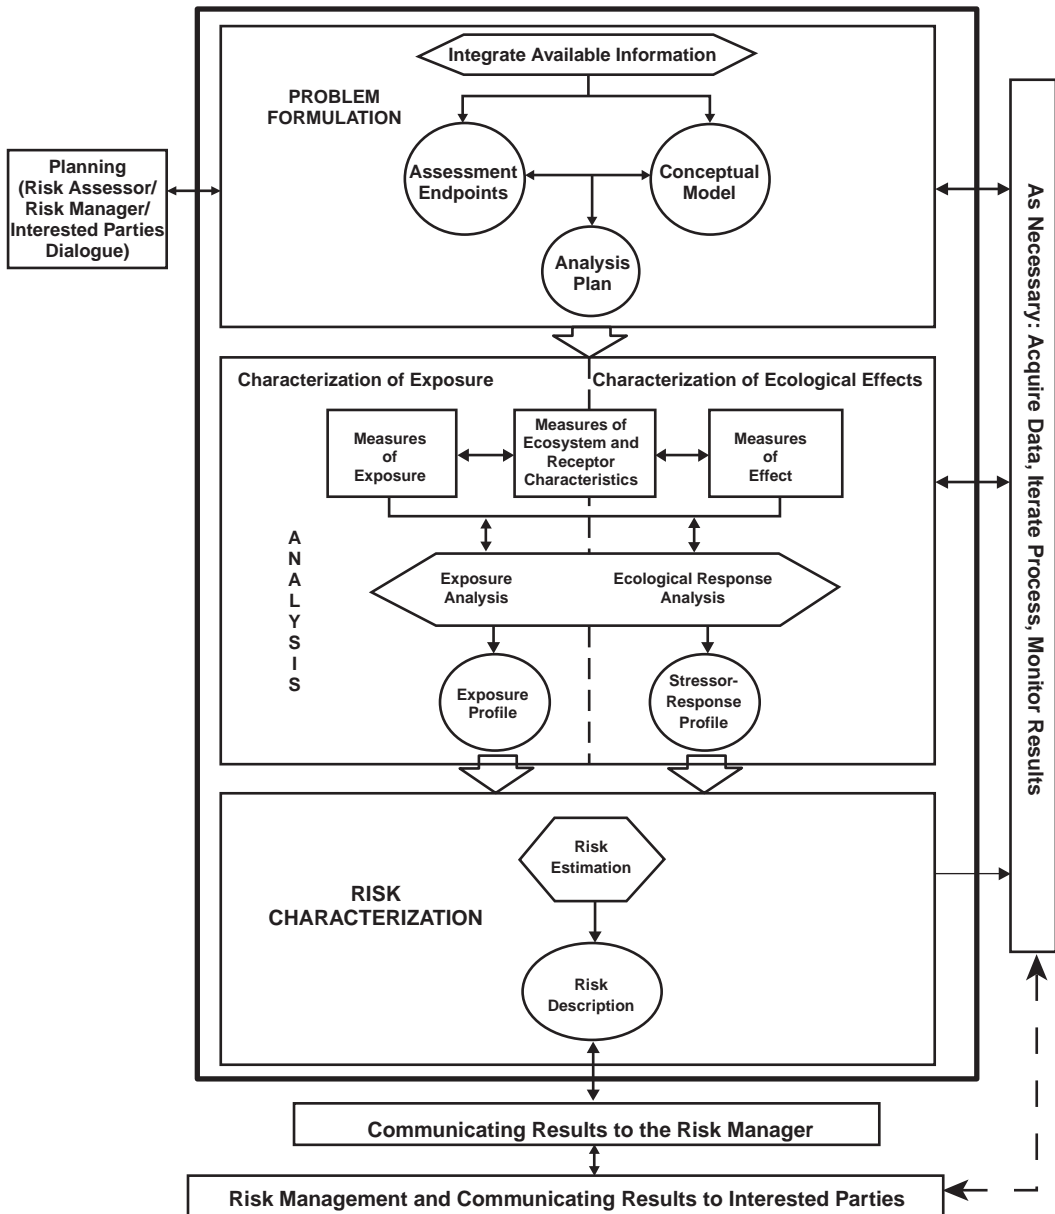 Integrate Available Information
PROBLEM
FORMULATION
Assessment
Endpoints
Conceptual
Model
Analysis
Plan
Planning
(Risk Assessor/
Risk Manager/
Interested Parties
Dialogue)
As Necessary: Acquire Data, Iterate Process, Monitor Results
Characterization of Exposure
Characterization of Ecological Effects
Measures
of
Exposure
Measures of
Ecosystem and
Receptor
Characteristics
Measures
of
Effect
A
N
A
L
Y
S
I
S
Exposure
Analysis
Ecological Response
Analysis
Exposure
Profile
Stressor-
Response
Profile
RISK
CHARACTERIZATION
Risk
Estimation
Risk
Description
Communicating Results to the Risk Manager
Risk Management and Communicating Results to Interested Parties